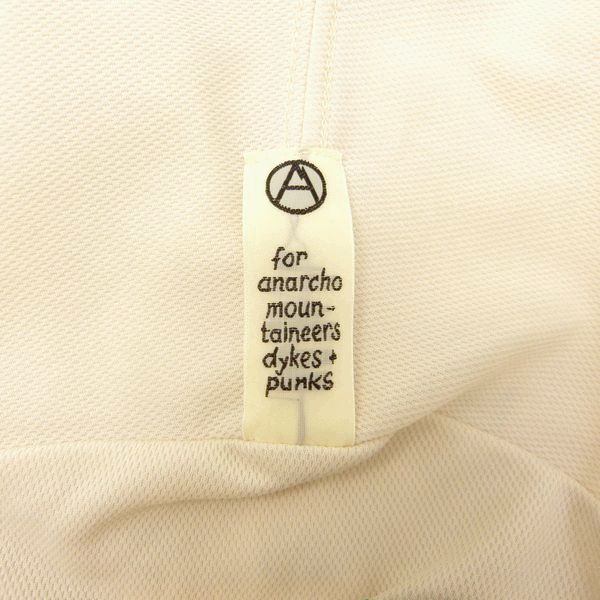 for
anarcho
moun-
taineers
dykes +
punks